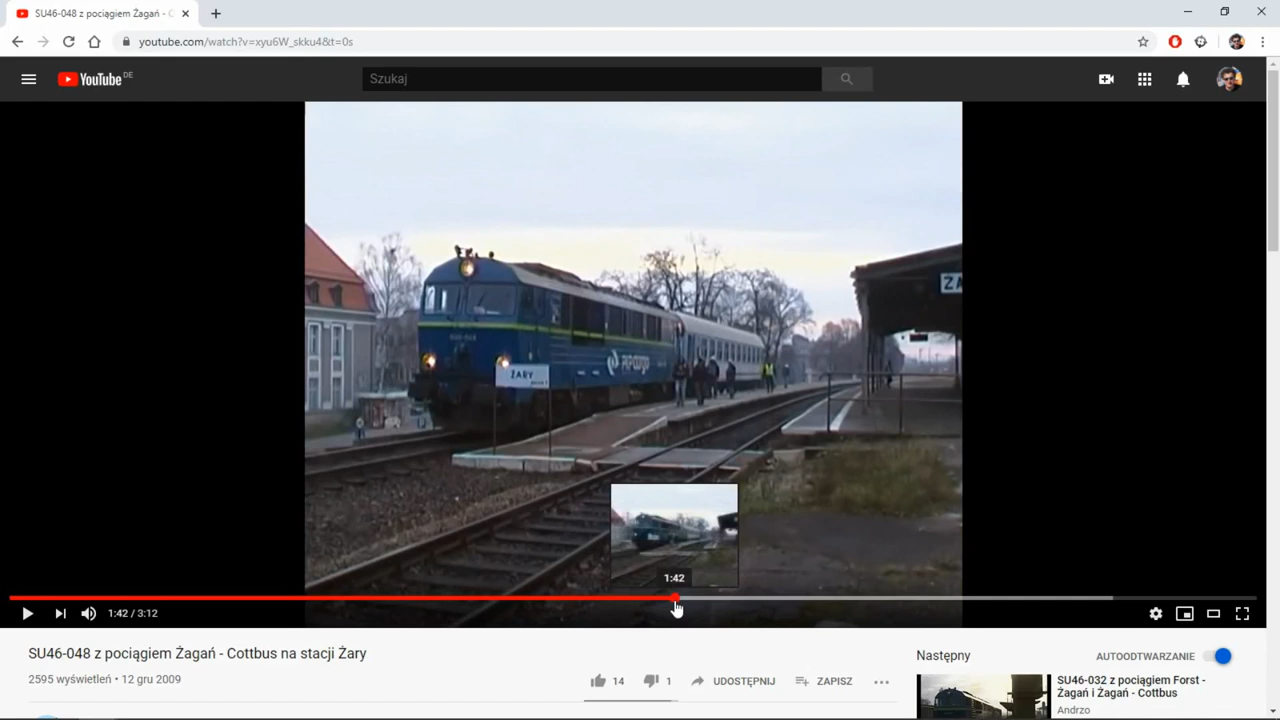 SU46-048 z pociągiem Żagań - C
youtube.com/watch?v=xyu6W_skku4&t=0s
YouTube DE
Szukaj
ŻARY
PKP CARGO
1:42
1:42 / 3:12
SU46-048 z pociągiem Żagań - Cottbus na stacji Żary
2595 wyświetleń • 12 gru 2009
14
1
UDOSTĘPNIJ
ZAPISZ
Następny
AUTOODTWARZANIE
SU46-032 z pociągiem Forst -
Żagań i Żagań - Cottbus
Andrzo